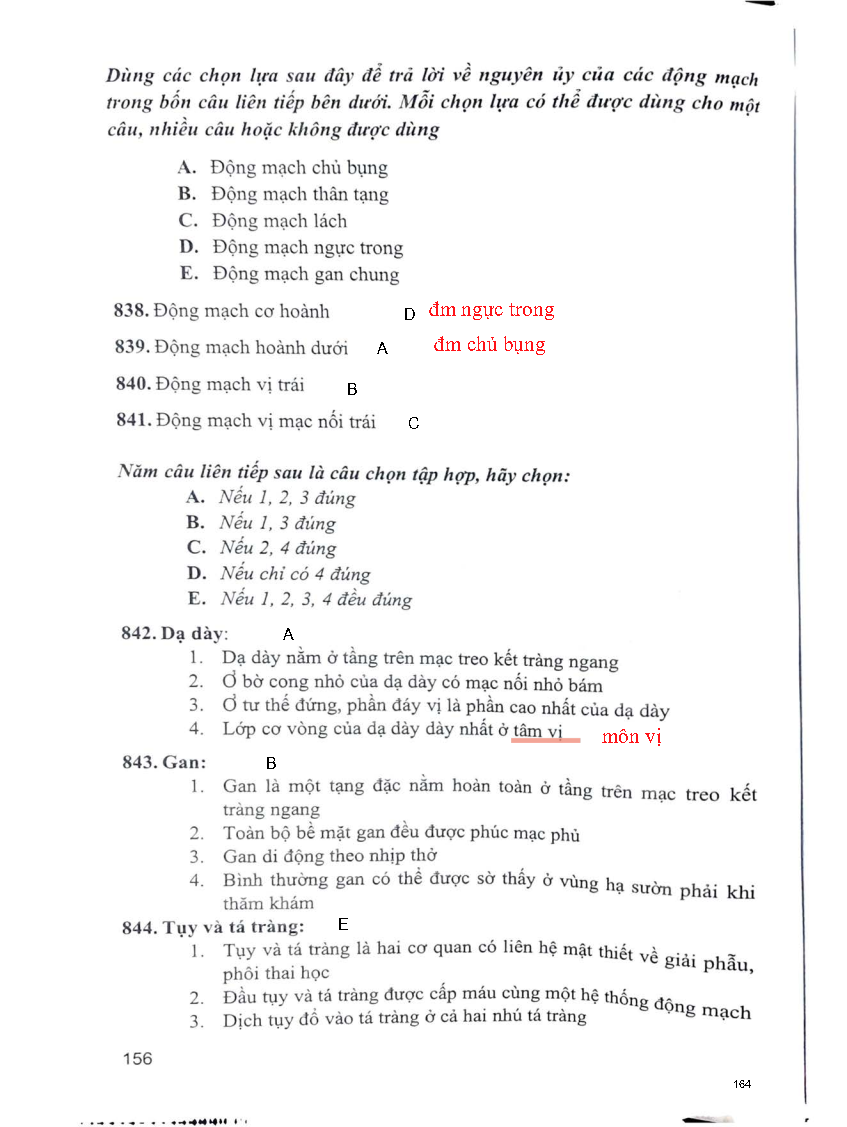 Dùng các chọn lựa sau đây để trả lời về nguyên ủy của các động mạch
trong bốn câu liên tiếp bên dưới. Mỗi chọn lựa có thể được dùng cho một
câu, nhiều câu hoặc không được dùng
A. Động mạch chủ bụng
B. Động mạch thân tạng
C. Động mạch lách
D. Động mạch ngực trong
E. Động mạch gan chung
838. Động mạch cơ hoành D đm ngực trong
839. Động mạch hoành dưới A đm chủ bụng
840. Động mạch vị trái B
841. Động mạch vị mạc nối trái C
Năm câu liên tiếp sau là câu chọn tập hợp, hãy chọn:
A. Nếu 1, 2, 3 đúng
B. Nếu 1, 3 đúng
C. Nếu 2, 4 đúng
D. Nếu chỉ có 4 đúng
E. Nếu 1, 2, 3, 4 đều đúng
842. Dạ dày: A
1. Dạ dày nằm ở tầng trên mạc treo kết tràng ngang
2. Ở bờ cong nhỏ của dạ dày có mạc nối nhỏ bám
3. Ở tư thế đứng, phần đáy vị là phần cao nhất của dạ dày
4. Lớp cơ vòng của dạ dày dày nhất ở tâm vị môn vị
843. Gan: B
1. Gan là một tạng đặc nằm hoàn toàn ở tầng trên mạc treo kết
tràng ngang
2. Toàn bộ bề mặt gan đều được phúc mạc phủ
3. Gan di động theo nhịp thở
4. Bình thường gan có thể được sờ thấy ở vùng hạ sườn phải khi
thăm khám
844. Tụy và tá tràng: E
1. Tụy và tá tràng là hai cơ quan có liên hệ mật thiết về giải phẫu,
phôi thai học
2. Đầu tụy và tá tràng được cấp máu cùng một hệ thống động mạch
3. Dịch tụy đổ vào tá tràng ở cả hai nhú tá tràng
156
164